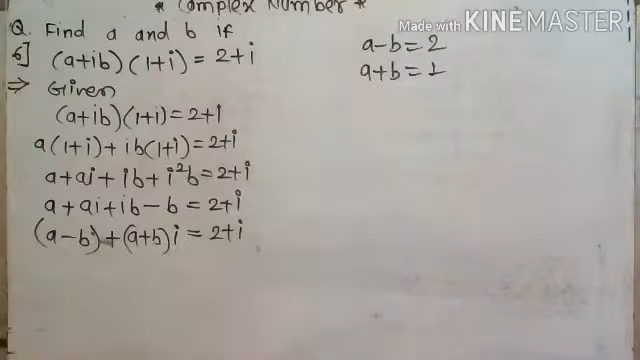 * Complex Number *
Made with KINEMASTER
Q. Find a and b if
6] (a+ib)(1+i) = 2+i
⇒ Given
(a+ib)(1+i) = 2+i
a(1+i) + ib(1+i) = 2+i
a + ai + ib + i²b = 2+i
a + ai + ib - b = 2+i
(a-b) + (a+b)i = 2+i
a-b = 2
a+b = 1